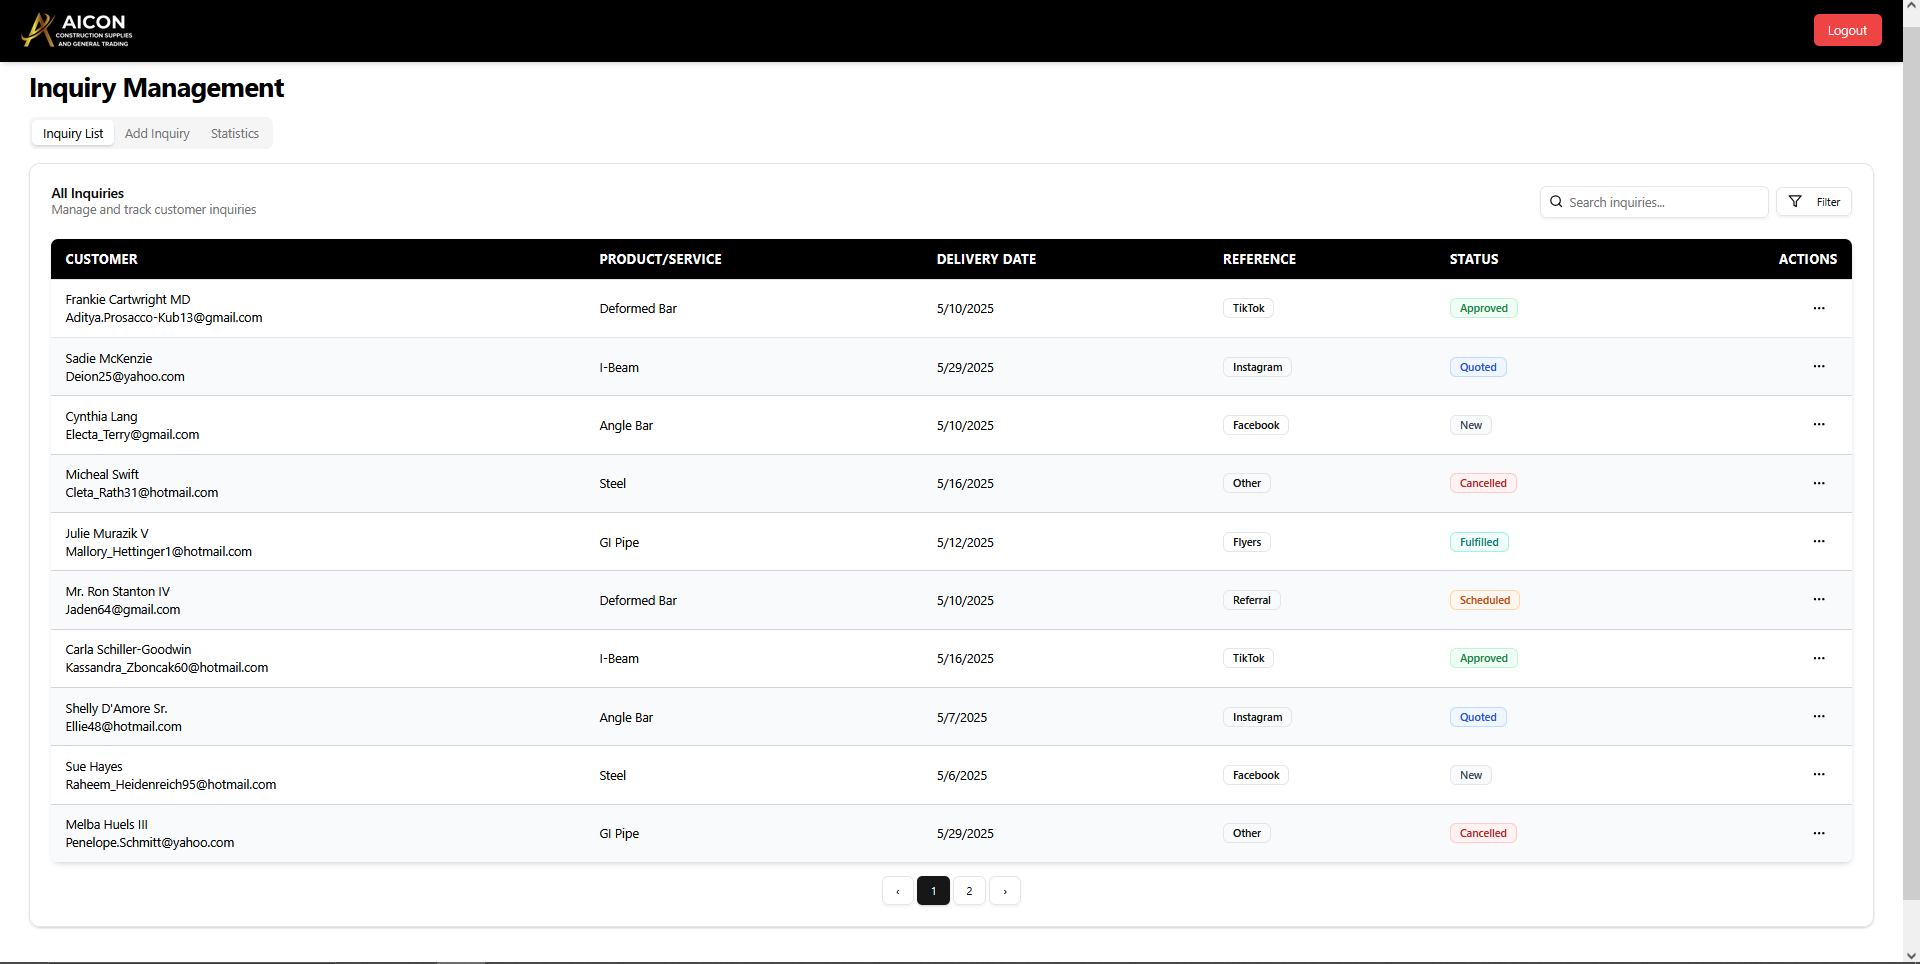 AICON
CONSTRUCTION SUPPLIES
AND GENERAL TRADING
Logout
Inquiry Management
Inquiry List Add Inquiry Statistics
All Inquiries
Manage and track customer inquiries
Search inquiries...
Filter
CUSTOMER PRODUCT/SERVICE DELIVERY DATE REFERENCE STATUS ACTIONS
Frankie Cartwright MD
Aditya.Prosacco-Kub13@gmail.com
Deformed Bar 5/10/2025 TikTok Approved ...
Sadie McKenzie
Deion25@yahoo.com
I-Beam 5/29/2025 Instagram Quoted ...
Cynthia Lang
Electa_Terry@gmail.com
Angle Bar 5/10/2025 Facebook New ...
Micheal Swift
Cleta_Rath31@hotmail.com
Steel 5/16/2025 Other Cancelled ...
Julie Murazik V
Mallory_Hettinger1@hotmail.com
GI Pipe 5/12/2025 Flyers Fulfilled ...
Mr. Ron Stanton IV
Jaden64@gmail.com
Deformed Bar 5/10/2025 Referral Scheduled ...
Carla Schiller-Goodwin
Kassandra_Zboncak60@hotmail.com
I-Beam 5/16/2025 TikTok Approved ...
Shelly D'Amore Sr.
Ellie48@hotmail.com
Angle Bar 5/7/2025 Instagram Quoted ...
Sue Hayes
Raheem_Heidenreich95@hotmail.com
Steel 5/6/2025 Facebook New ...
Melba Huels III
Penelope.Schmitt@yahoo.com
GI Pipe 5/29/2025 Other Cancelled ...
‹ 1 2 ›